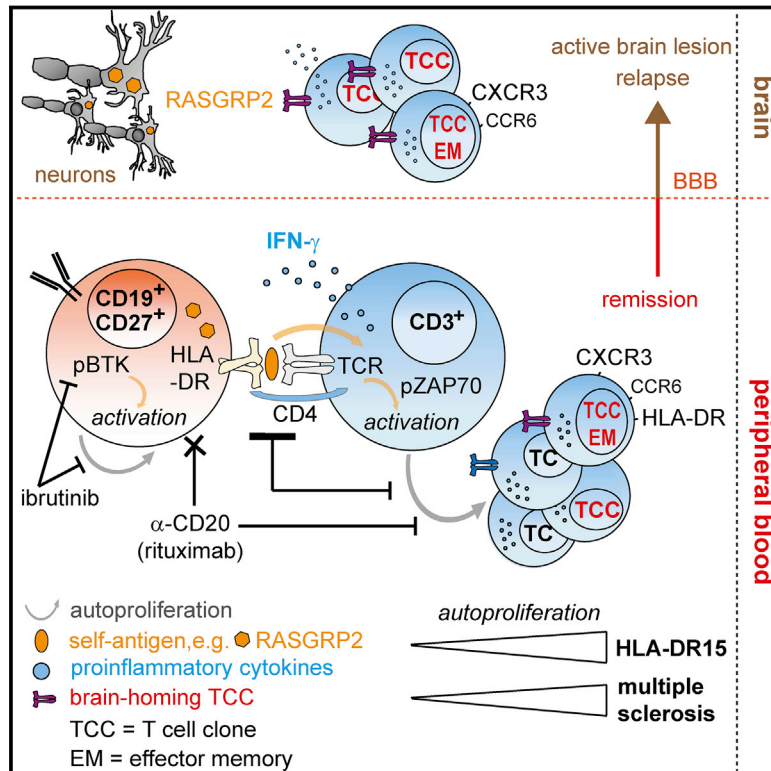 active brain lesion
relapse
brain
RASGRP2
TCC
TCC
CXCR3
CCR6
TCC
EM
neurons
BBB
IFN-γ
remission
CD19+
CD27+
CD3+
pBTK
HLA
-DR
TCR
pZAP70
activation
CD4
activation
CXCR3
CCR6
TCC
EM
HLA-DR
TC
TCC
TC
ibrutinib
α-CD20
(rituximab)
peripheral blood
autoproliferation
self-antigen,e.g. RASGRP2
proinflammatory cytokines
brain-homing TCC
TCC = T cell clone
EM = effector memory
autoproliferation
HLA-DR15
multiple
sclerosis